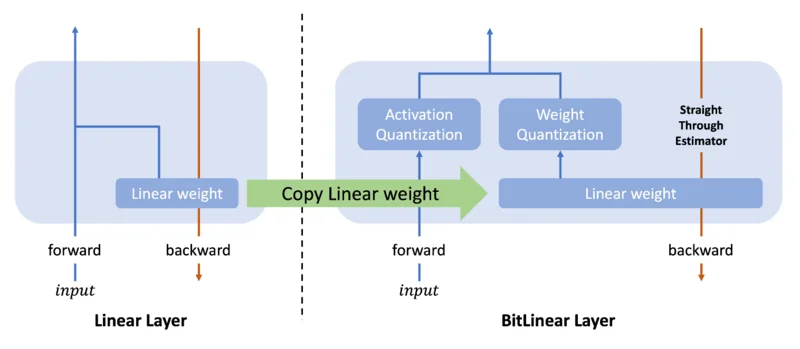 Linear weight
forward
backward
input
Linear Layer
Copy Linear weight
Activation
Quantization
Weight
Quantization
Straight
Through
Estimator
Linear weight
forward
backward
input
BitLinear Layer